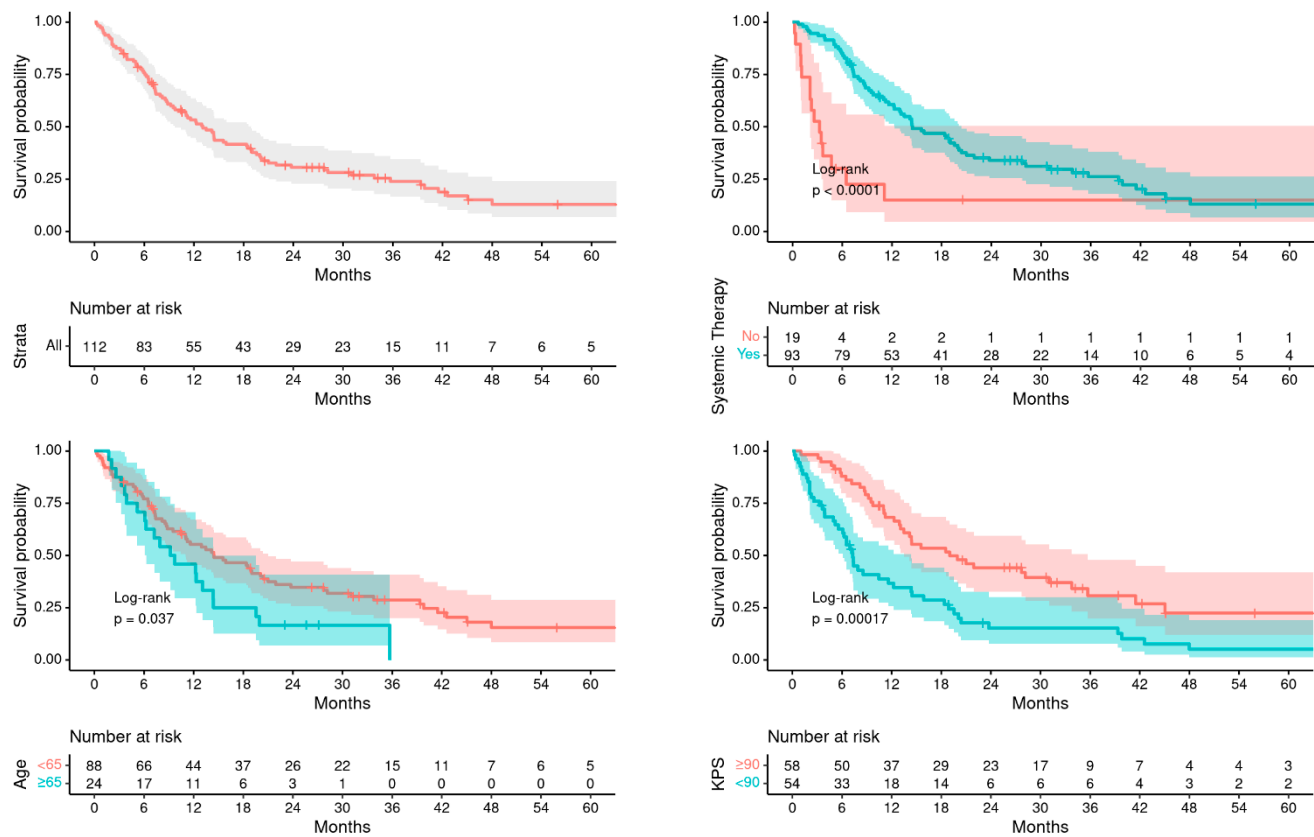 Survival probability
1.00
0.75
0.50
0.25
0.00
0 6 12 18 24 30 36 42 48 54 60
Months
Number at risk
Strata
All 112 83 55 43 29 23 15 11 7 6 5
0 6 12 18 24 30 36 42 48 54 60
Months
Survival probability
1.00
0.75
0.50
0.25
0.00
Log-rank
p < 0.0001
0 6 12 18 24 30 36 42 48 54 60
Months
Number at risk
Systemic Therapy
No 19 4 2 2 1 1 1 1 1 1 1
Yes 93 79 53 41 28 22 14 10 6 5 4
0 6 12 18 24 30 36 42 48 54 60
Months
Survival probability
1.00
0.75
0.50
0.25
0.00
Log-rank
p = 0.037
0 6 12 18 24 30 36 42 48 54 60
Months
Number at risk
Age
<65 88 66 44 37 26 22 15 11 7 6 5
≥65 24 17 11 6 3 1 0 0 0 0 0
0 6 12 18 24 30 36 42 48 54 60
Months
Survival probability
1.00
0.75
0.50
0.25
0.00
Log-rank
p = 0.00017
0 6 12 18 24 30 36 42 48 54 60
Months
Number at risk
KPS
≥90 58 50 37 29 23 17 9 7 4 4 3
<90 54 33 18 14 6 6 6 4 3 2 2
0 6 12 18 24 30 36 42 48 54 60
Months